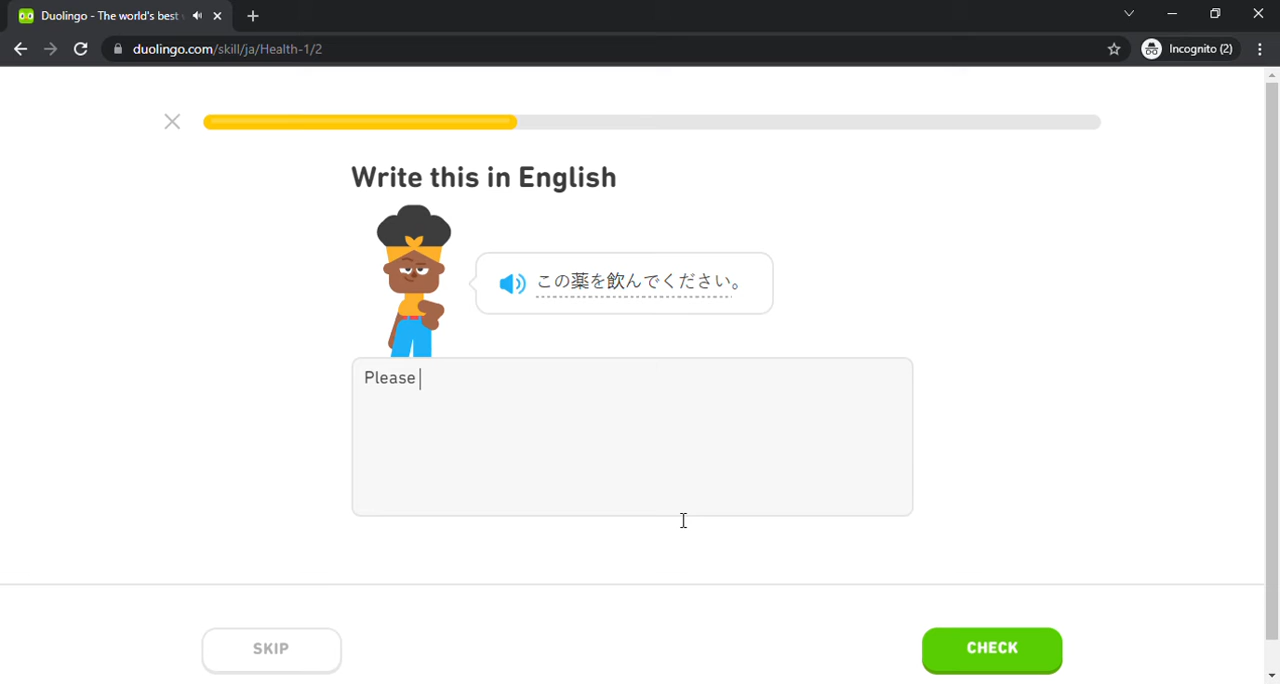 Duolingo - The world's best
duolingo.com/skill/ja/Health-1/2
Incognito (2)
Write this in English
この薬を飲んでください。
Please
SKIP
CHECK